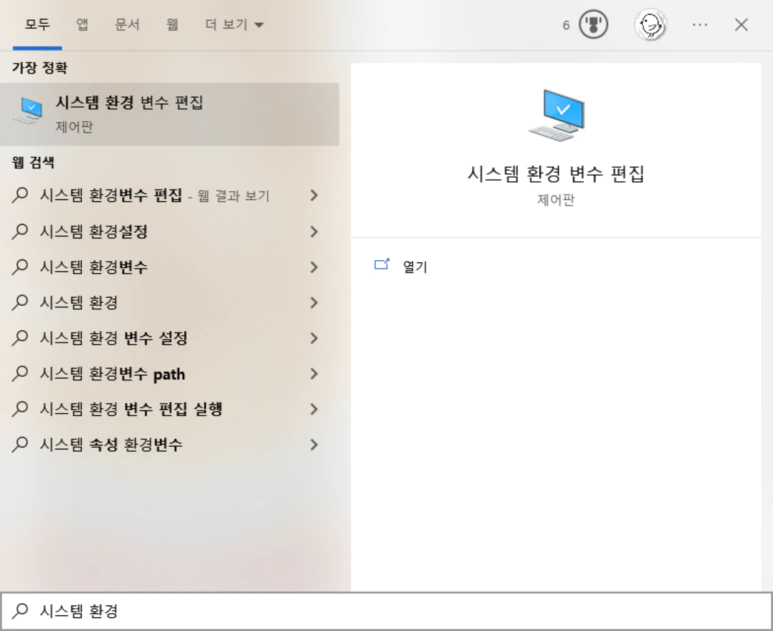 모두 앱 문서 웹 더 보기 6 ...
가장 정확
시스템 환경 변수 편집
제어판
웹 검색
시스템 환경변수 편집 - 웹 결과 보기
시스템 환경설정
시스템 환경변수
시스템 환경
시스템 환경 변수 설정
시스템 환경변수 path
시스템 환경 변수 편집 실행
시스템 속성 환경변수
시스템 환경 변수 편집
제어판
열기
시스템 환경